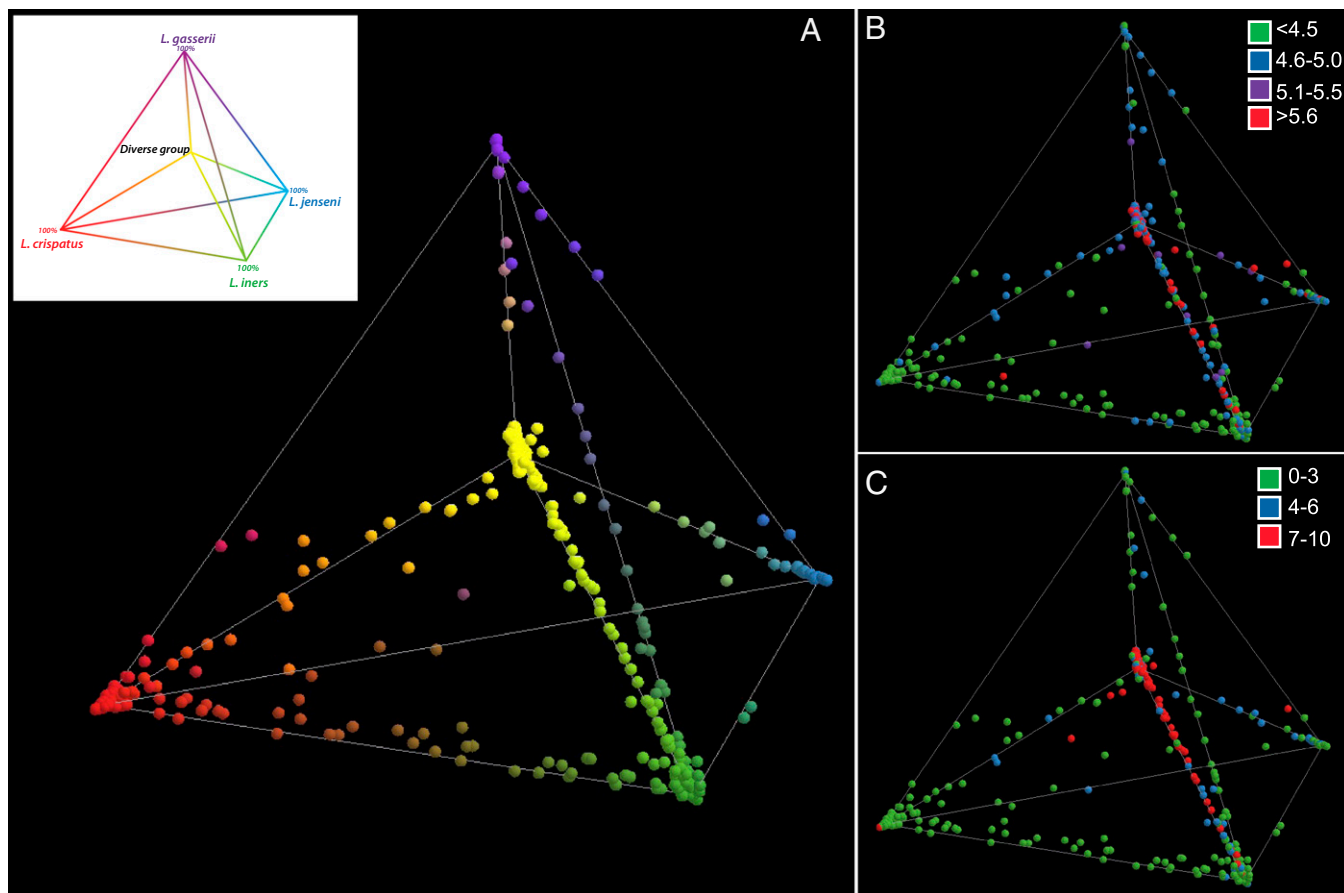 L. gasserii
100%
Diverse group
100%
L. jenseni
100%
L. crispatus
100%
L. iners
A
B
<4.5
4.6-5.0
5.1-5.5
>5.6
C
0-3
4-6
7-10